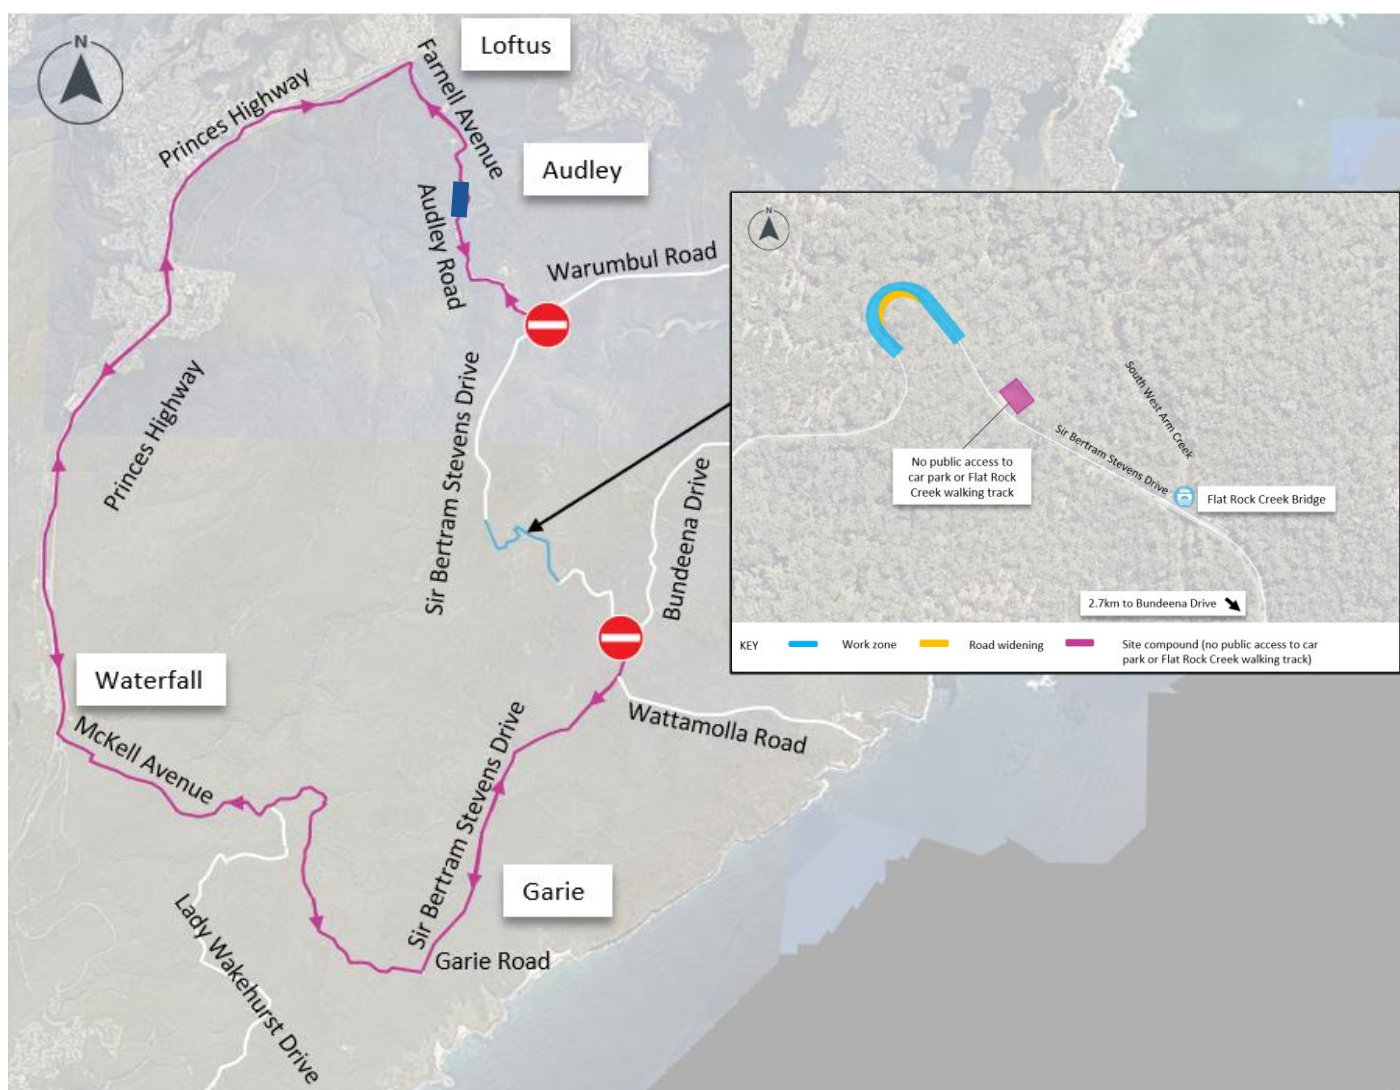 N
Loftus
Farnell Avenue
Princes Highway
Audley
Audley Road
Warumbul Road
Sir Bertram Stevens Drive
Bundeena Drive
Princes Highway
Waterfall
McKell Avenue
Wattamolla Road
Sir Bertram Stevens Drive
Garie
Garie Road
Lady Wakehurst Drive
N
South West Arm Creek
Sir Bertram Stevens Drive
No public access to
car park or Flat Rock
Creek walking track
Flat Rock Creek Bridge
2.7km to Bundeena Drive
KEY
Work zone
Road widening
Site compound (no public access to car
park or Flat Rock Creek walking track)